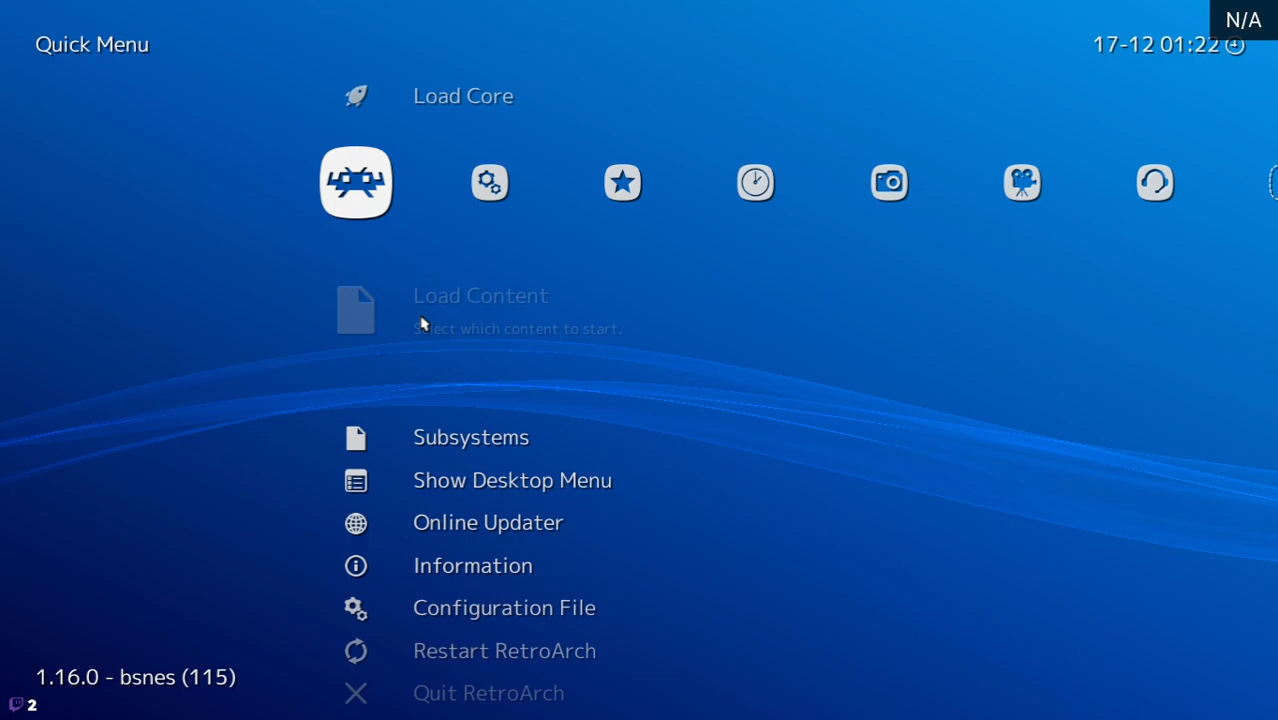 N/A
Quick Menu
17-12 01:22
Load Core
Load Content
Select which content to start.
Subsystems
Show Desktop Menu
Online Updater
Information
Configuration File
Restart RetroArch
Quit RetroArch
1.16.0 - bsnes (115)
2